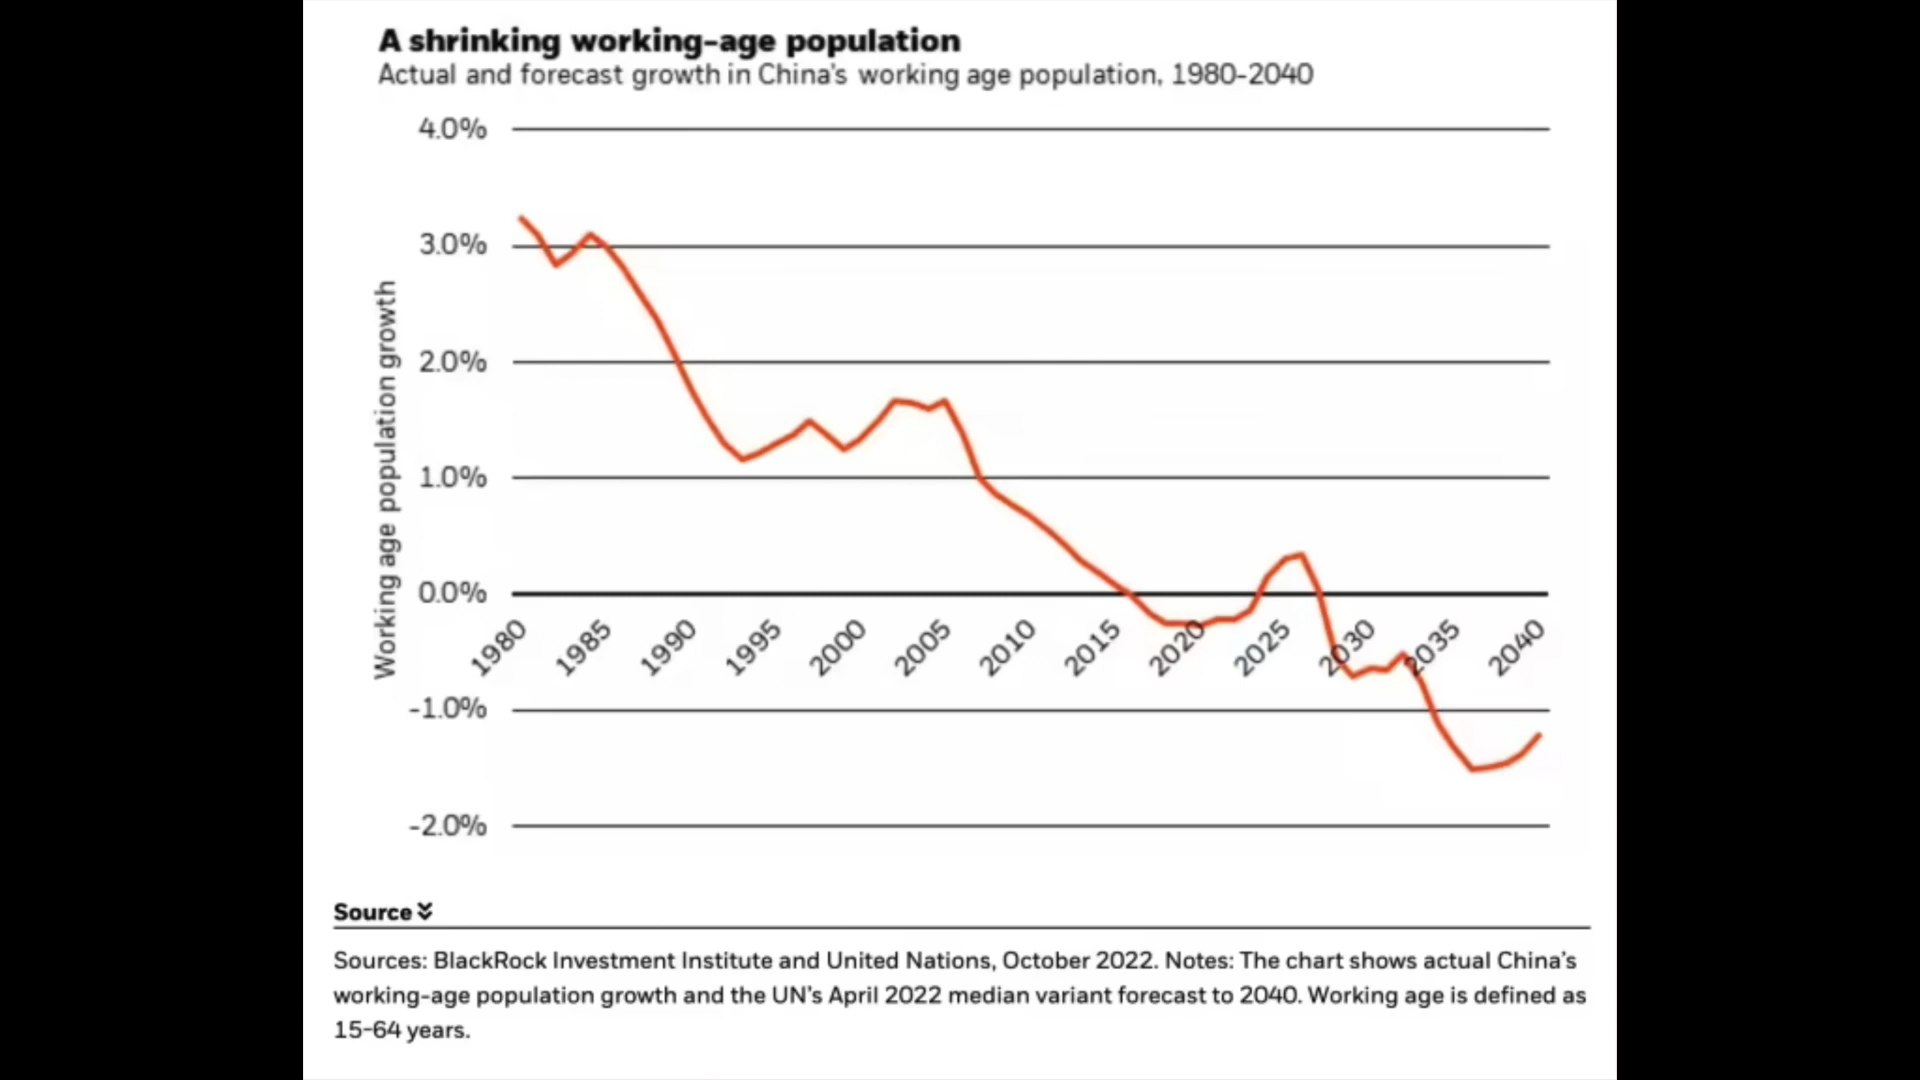 A shrinking working-age population
Actual and forecast growth in China's working age population, 1980-2040
Working age population growth
4.0%
3.0%
2.0%
1.0%
0.0%
-1.0%
-2.0%
1980
1985
1990
1995
2000
2005
2010
2015
2020
2025
2030
2035
2040
Source
Sources: BlackRock Investment Institute and United Nations, October 2022. Notes: The chart shows actual China's
working-age population growth and the UN's April 2022 median variant forecast to 2040. Working age is defined as
15-64 years.